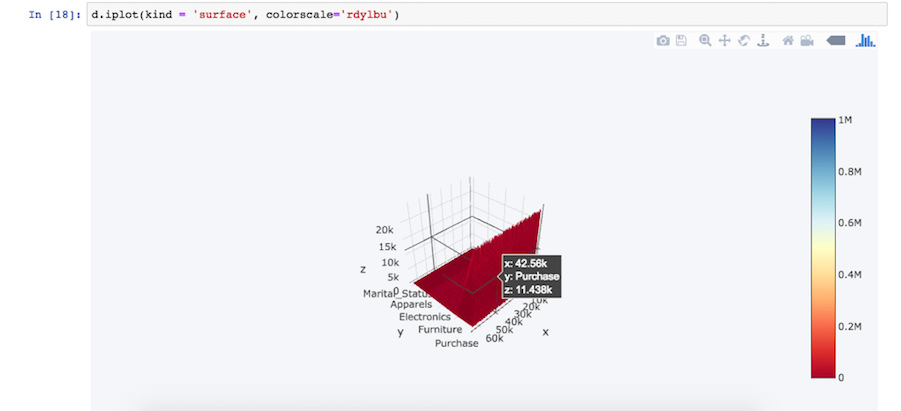 In [18]: d.iplot(kind = 'surface', colorscale='rdylbu')
1M
0.8M
0.6M
0.4M
0.2M
0
20k
15k
10k
5k
0
z
x: 42.56k
y: Purchase
z: 11.438k
Marital_Status
Apparels
Electronics
Furniture
Purchase
y
10k
20k
30k
40k
50k
60k
x